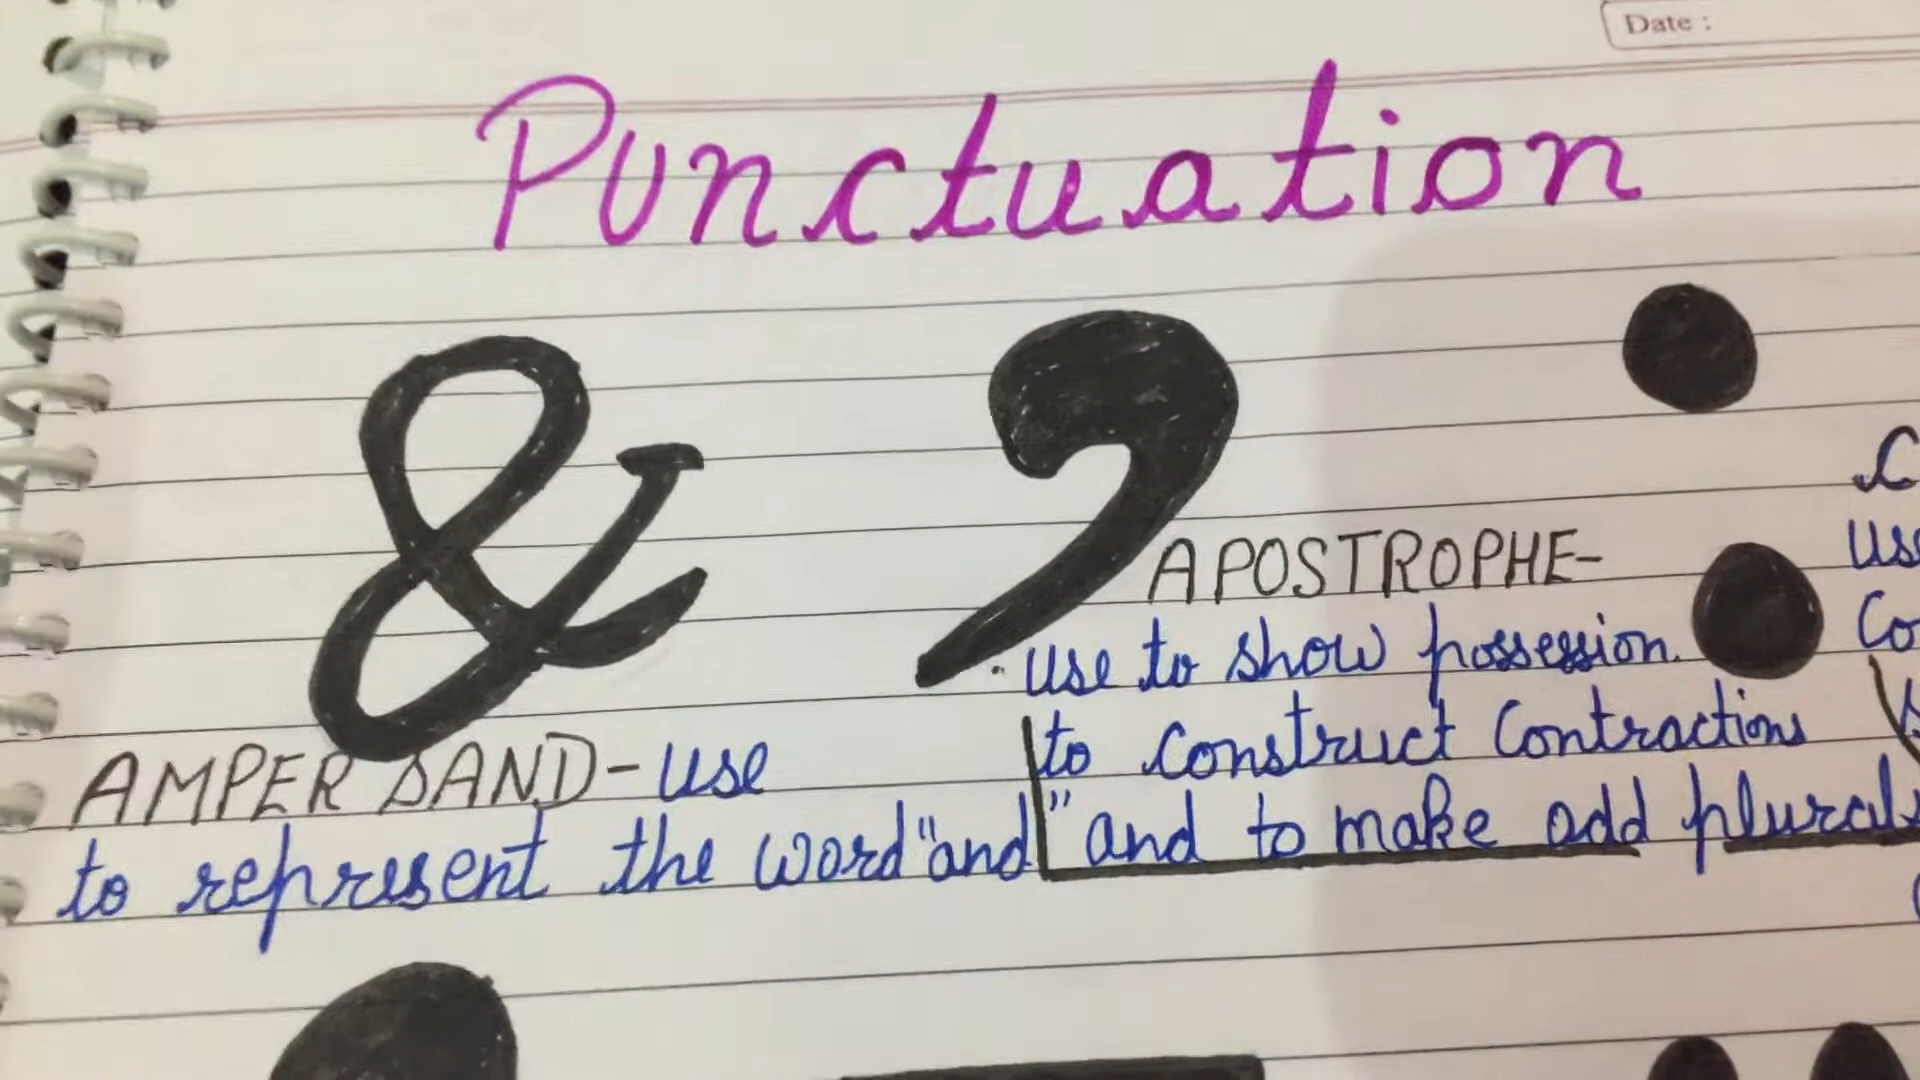 Date :
Punctuation
&
AMPERSAND-use
to represent the word "and"
,
APOSTROPHE-
use to show possession.
to construct Contractions
and to make add plurals
: